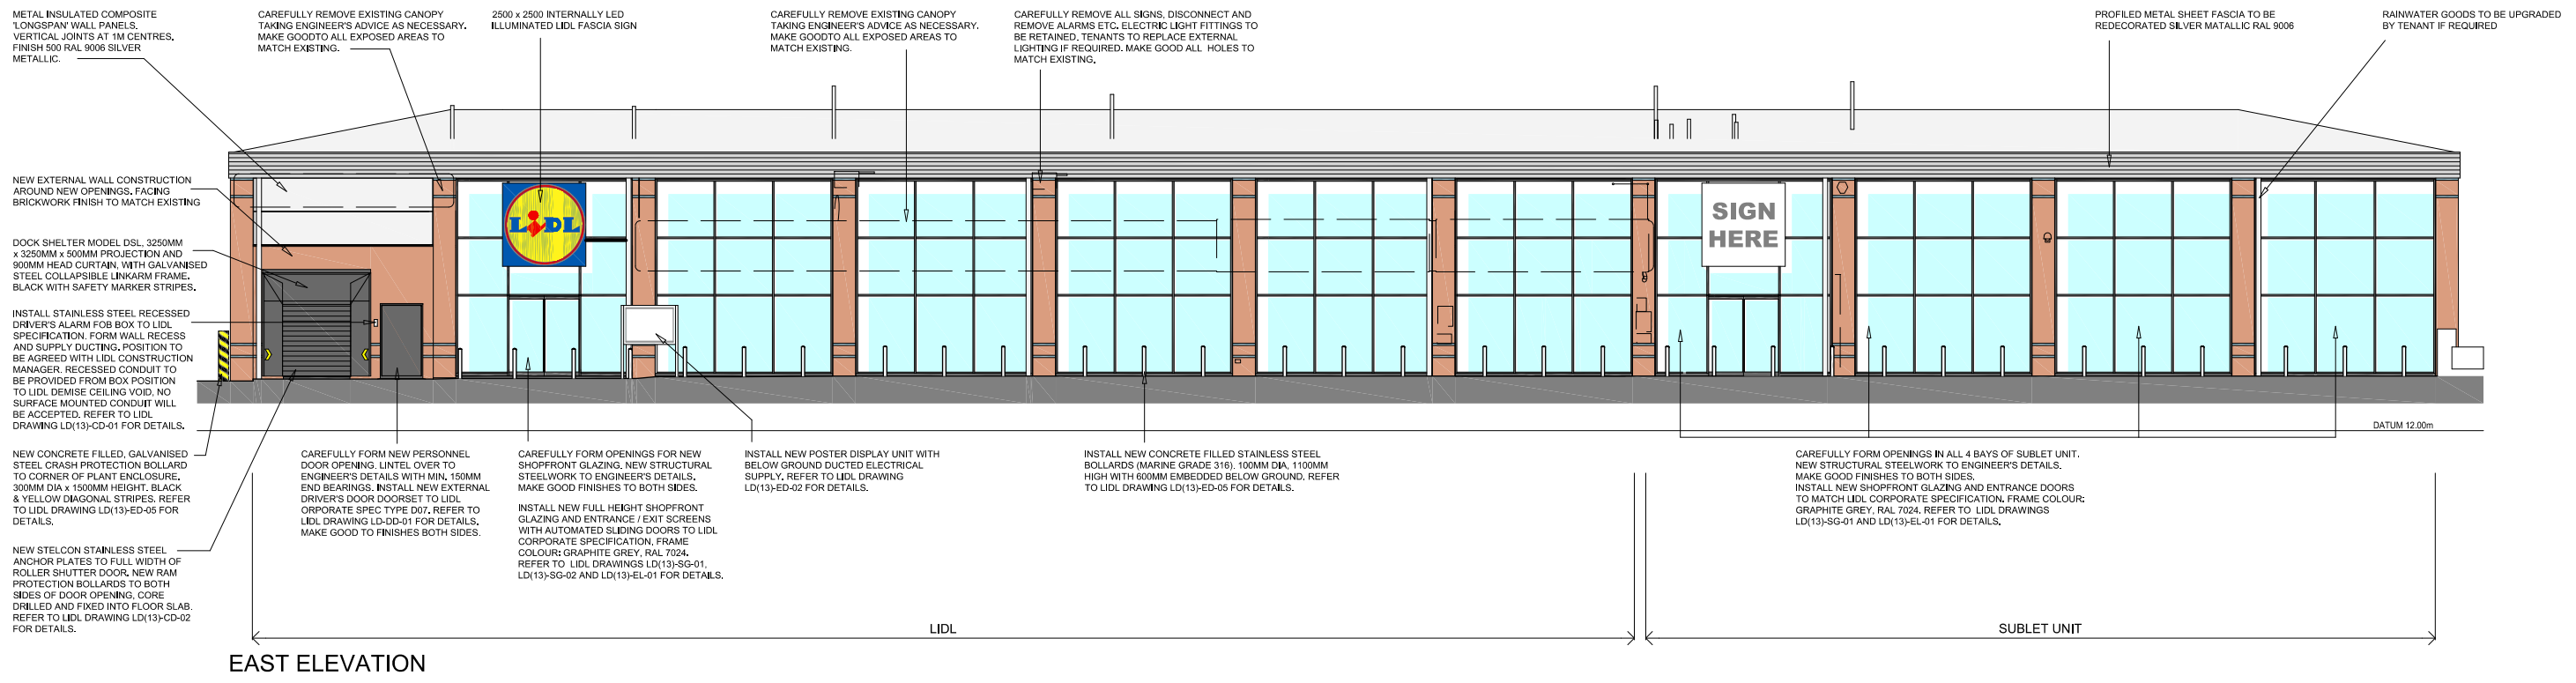 METAL INSULATED COMPOSITE
'LONGSPAN' WALL PANELS.
VERTICAL JOINTS AT 1M CENTRES,
FINISH 500 RAL 9006 SILVER
METALLIC.
CAREFULLY REMOVE EXISTING CANOPY
TAKING ENGINEER'S ADVICE AS NECESSARY.
MAKE GOODTO ALL EXPOSED AREAS TO
MATCH EXISTING.
2500 x 2500 INTERNALLY LED
ILLUMINATED LIDL FASCIA SIGN
CAREFULLY REMOVE EXISTING CANOPY
TAKING ENGINEER'S ADVICE AS NECESSARY.
MAKE GOODTO ALL EXPOSED AREAS TO
MATCH EXISTING.
CAREFULLY REMOVE ALL SIGNS, DISCONNECT AND
REMOVE ALARMS ETC. ELECTRIC LIGHT FITTINGS TO
BE RETAINED, TENANTS TO REPLACE EXTERNAL
LIGHTING IF REQUIRED. MAKE GOOD ALL HOLES TO
MATCH EXISTING.
PROFILED METAL SHEET FASCIA TO BE
REDECORATED SILVER MATALLIC RAL 9006
RAINWATER GOODS TO BE UPGRADED
BY TENANT IF REQUIRED
NEW EXTERNAL WALL CONSTRUCTION
AROUND NEW OPENINGS. FACING
BRICKWORK FINISH TO MATCH EXISTING
DOCK SHELTER MODEL DSL, 3250MM
x 3250MM x 500MM PROJECTION AND
900MM HEAD CURTAIN, WITH GALVANISED
STEEL COLLAPSIBLE LINKARM FRAME.
BLACK WITH SAFETY MARKER STRIPES.
INSTALL STAINLESS STEEL RECESSED
DRIVER'S ALARM FOB BOX TO LIDL
SPECIFICATION. FORM WALL RECESS
AND SUPPLY DUCTING. POSITION TO
BE AGREED WITH LIDL CONSTRUCTION
MANAGER. RECESSED CONDUIT TO
BE PROVIDED FROM BOX POSITION
TO LIDL DEMISE CEILING VOID, NO
SURFACE MOUNTED CONDUIT WILL
BE ACCEPTED. REFER TO LIDL
DRAWING LD(13)-CD-01 FOR DETAILS.
NEW CONCRETE FILLED, GALVANISED
STEEL CRASH PROTECTION BOLLARD
TO CORNER OF PLANT ENCLOSURE.
300MM DIA x 1500MM HEIGHT. BLACK
& YELLOW DIAGONAL STRIPES. REFER
TO LIDL DRAWING LD(13)-ED-05 FOR
DETAILS.
NEW STELCON STAINLESS STEEL
ANCHOR PLATES TO FULL WIDTH OF
ROLLER SHUTTER DOOR. NEW RAM
PROTECTION BOLLARDS TO BOTH
SIDES OF DOOR OPENING, CORE
DRILLED AND FIXED INTO FLOOR SLAB.
REFER TO LIDL DRAWING LD(13)-CD-02
FOR DETAILS.
LIDL
SIGN
HERE
DATUM 12.00m
CAREFULLY FORM NEW PERSONNEL
DOOR OPENING. LINTEL OVER TO
ENGINEER'S DETAILS WITH MIN. 150MM
END BEARINGS. INSTALL NEW EXTERNAL
DRIVER'S DOOR DOORSET TO LIDL
ORPORATE SPEC TYPE D07. REFER TO
LIDL DRAWING LD-DD-01 FOR DETAILS.
MAKE GOOD TO FINISHES BOTH SIDES.
CAREFULLY FORM OPENINGS FOR NEW
SHOPFRONT GLAZING. NEW STRUCTURAL
STEELWORK TO ENGINEER'S DETAILS.
MAKE GOOD FINISHES TO BOTH SIDES.
INSTALL NEW FULL HEIGHT SHOPFRONT
GLAZING AND ENTRANCE / EXIT SCREENS
WITH AUTOMATED SLIDING DOORS TO LIDL
CORPORATE SPECIFICATION, FRAME
COLOUR: GRAPHITE GREY, RAL 7024.
REFER TO LIDL DRAWINGS LD(13)-SG-01,
LD(13)-SG-02 AND LD(13)-EL-01 FOR DETAILS.
INSTALL NEW POSTER DISPLAY UNIT WITH
BELOW GROUND DUCTED ELECTRICAL
SUPPLY. REFER TO LIDL DRAWING
LD(13)-ED-02 FOR DETAILS.
INSTALL NEW CONCRETE FILLED STAINLESS STEEL
BOLLARDS (MARINE GRADE 316). 100MM DIA, 1100MM
HIGH WITH 600MM EMBEDDED BELOW GROUND, REFER
TO LIDL DRAWING LD(13)-ED-05 FOR DETAILS.
CAREFULLY FORM OPENINGS IN ALL 4 BAYS OF SUBLET UNIT.
NEW STRUCTURAL STEELWORK TO ENGINEER'S DETAILS.
MAKE GOOD FINISHES TO BOTH SIDES.
INSTALL NEW SHOPFRONT GLAZING AND ENTRANCE DOORS
TO MATCH LIDL CORPORATE SPECIFICATION. FRAME COLOUR:
GRAPHITE GREY, RAL 7024. REFER TO LIDL DRAWINGS
LD(13)-SG-01 AND LD(13)-EL-01 FOR DETAILS.
LIDL
SUBLET UNIT
EAST ELEVATION